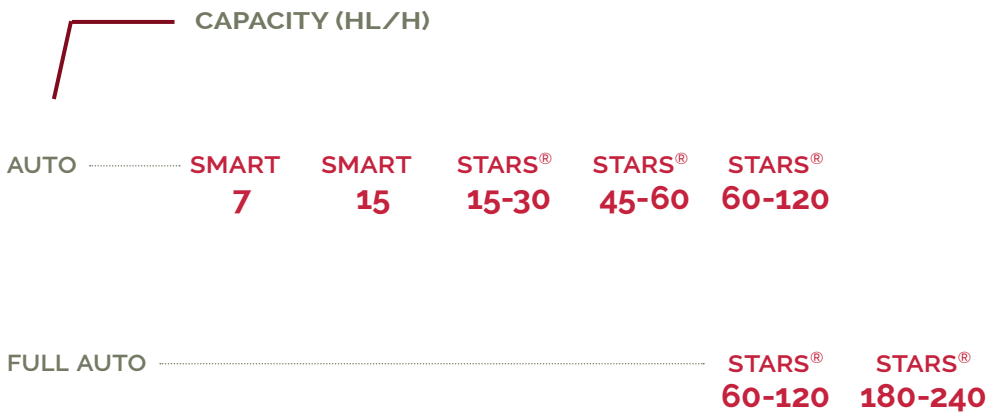 CAPACITY (HL/H)
AUTO SMART SMART STARS® STARS® STARS®
7 15 15-30 45-60 60-120
FULL AUTO STARS® STARS®
60-120 180-240